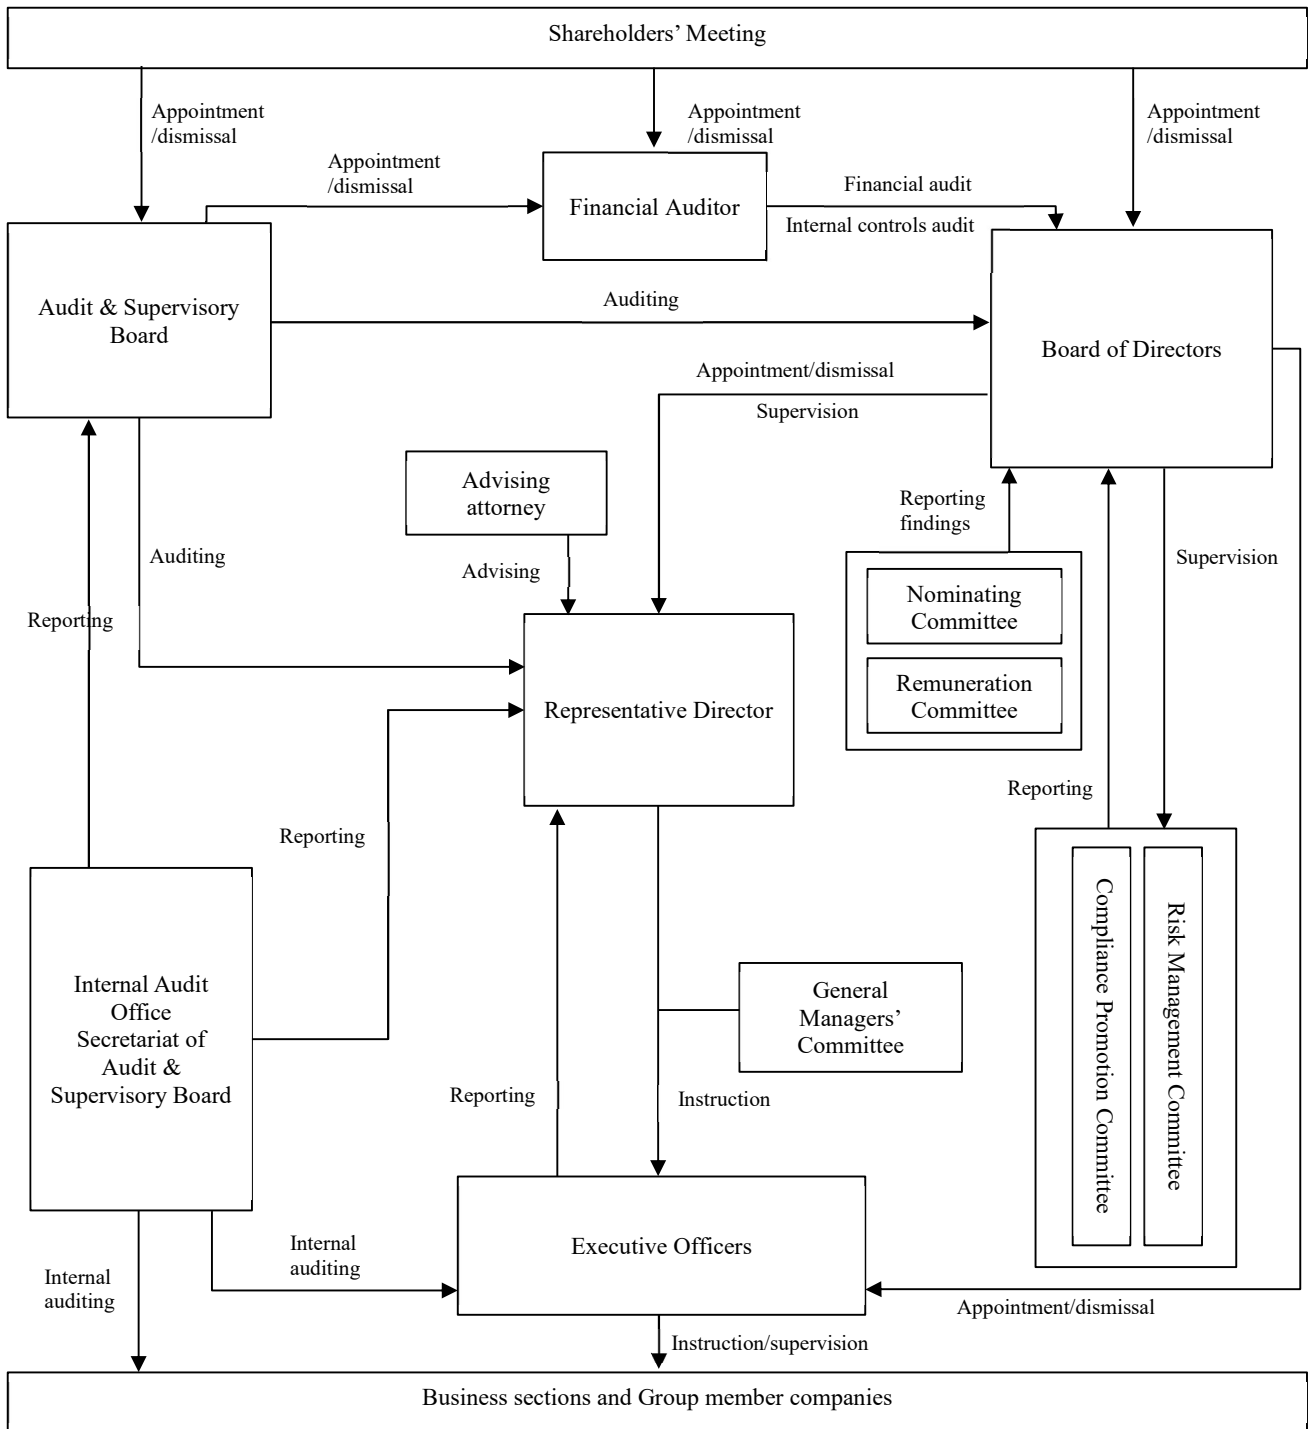 Shareholders’ Meeting
Appointment
/dismissal
Appointment
/dismissal
Appointment
/dismissal
Appointment
/dismissal
Financial Auditor
Financial audit
Internal controls audit
Audit & Supervisory
Board
Auditing
Board of Directors
Appointment/dismissal
Supervision
Advising
attorney
Reporting
findings
Auditing
Advising
Supervision
Nominating
Committee
Reporting
Remuneration
Committee
Representative Director
Reporting
Reporting
Compliance Promotion Committee
Risk Management Committee
Internal Audit
Office
Secretariat of
Audit &
Supervisory Board
General
Managers’
Committee
Reporting
Instruction
Executive Officers
Internal
auditing
Internal
auditing
Appointment/dismissal
Instruction/supervision
Business sections and Group member companies